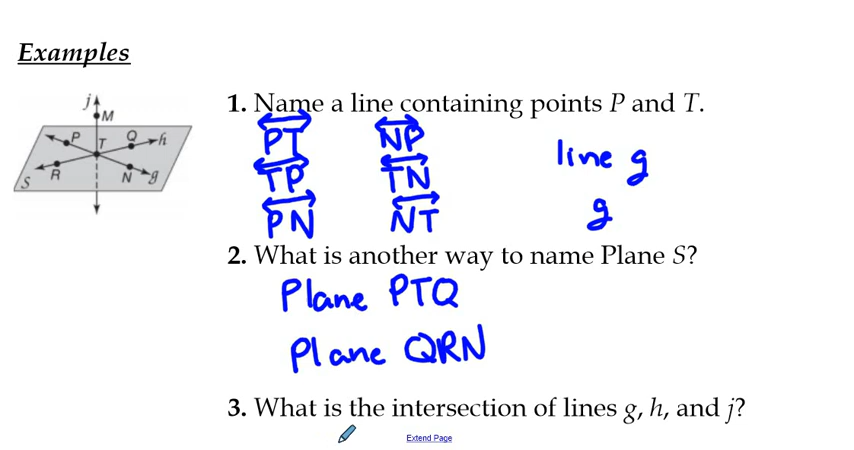 Examples
j
M
P
T
Q
h
S
R
N
g
1. Name a line containing points P and T.
PT NP
TP TN line g
PN NT g
2. What is another way to name Plane S?
Plane PTQ
Plane QRN
3. What is the intersection of lines g, h, and j?
Extend Page